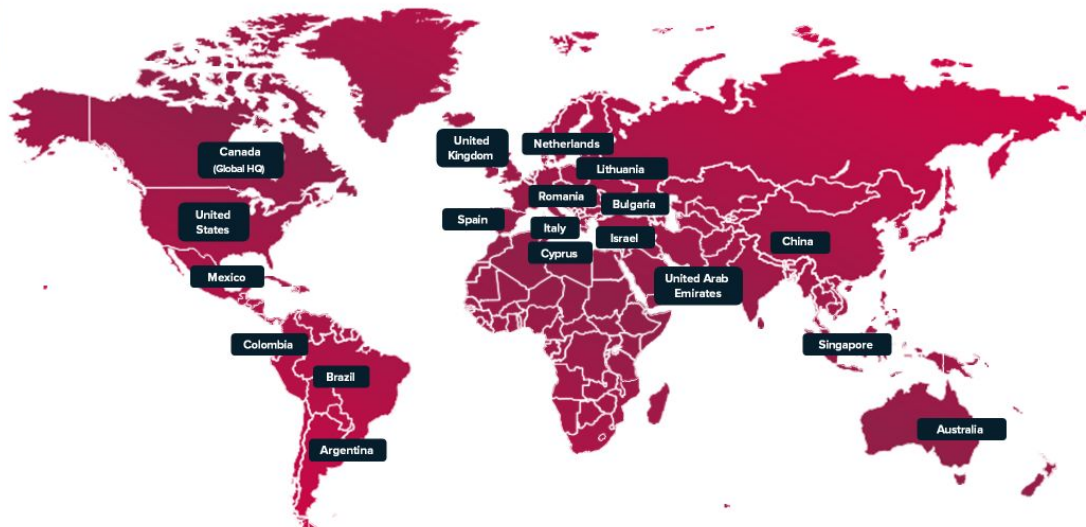 Canada
(Global HQ)
United
States
Mexico
Colombia
Brazil
Argentina
United
Kingdom
Netherlands
Lithuania
Romania
Bulgaria
Spain
Italy
Israel
Cyprus
United Arab
Emirates
China
Singapore
Australia